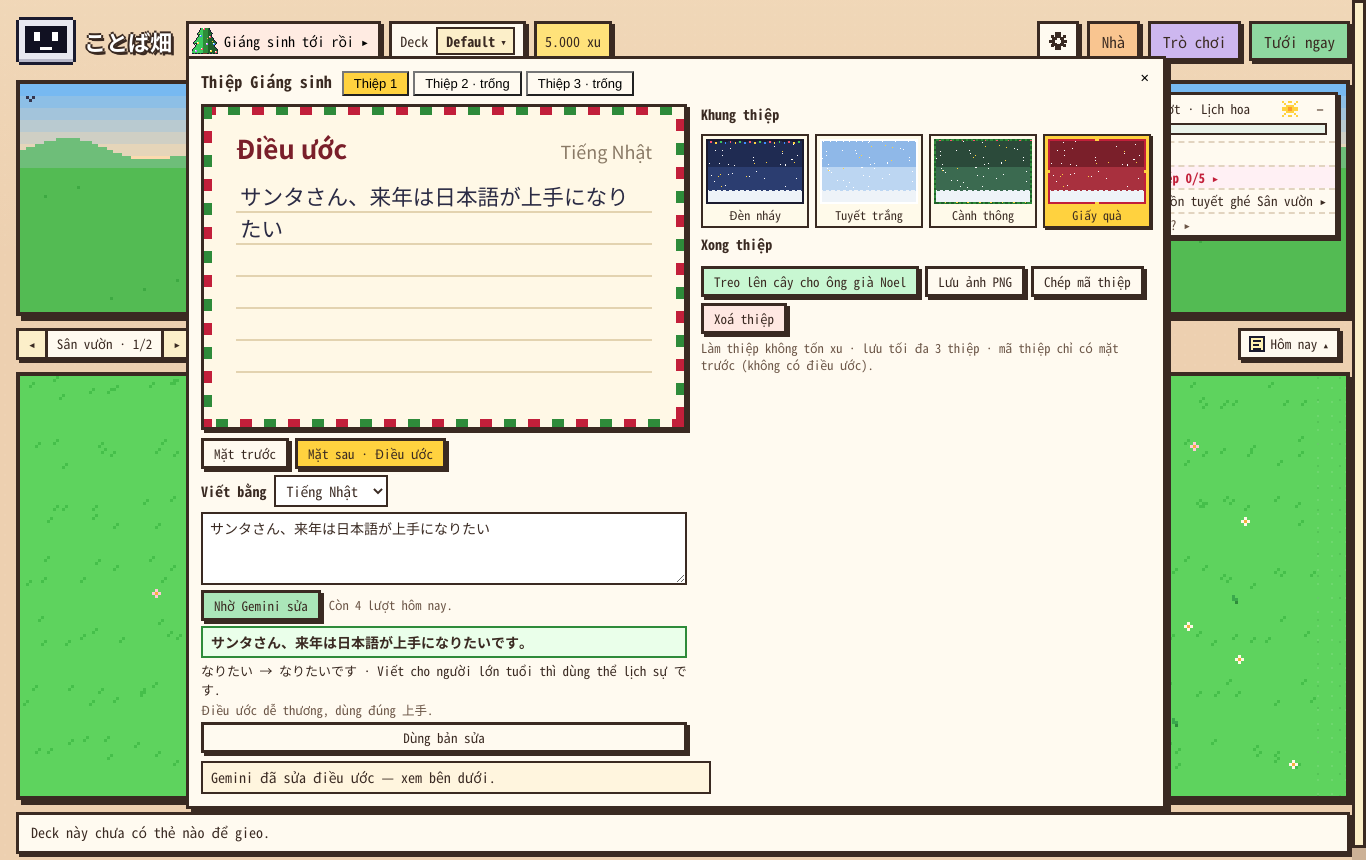 ことば畑
Giáng sinh tới rồi ▸
Deck Default ▾
5.000 xu
Nhà
Trò chơi
Tưới ngay
Thiệp Giáng sinh
Thiệp 1
Thiệp 2 · trống
Thiệp 3 · trống
×
Điều ước
Tiếng Nhật
サンタさん、来年は日本語が上手になり
たい
Khung thiệp
Đèn nháy
Tuyết trắng
Cành thông
Giấy quà
Xong thiệp
Treo lên cây cho ông già Noel
Lưu ảnh PNG
Chép mã thiệp
Xoá thiệp
Làm thiệp không tốn xu · lưu tối đa 3 thiệp · mã thiệp chỉ có mặt
trước (không có điều ước).
· Lịch hoa
–
0/5 ▸
tuyết ghé Sân vườn ▸
? ▸
◂ Sân vườn · 1/2 ▸
Hôm nay ▴
Mặt trước
Mặt sau · Điều ước
Viết bằng
Tiếng Nhật
サンタさん、来年は日本語が上手になりたい
Nhờ Gemini sửa
Còn 4 lượt hôm nay.
サンタさん、来年は日本語が上手になりたいです。
なりたい → なりたいです · Viết cho người lớn tuổi thì dùng thể lịch sự で
す.
Điều ước dễ thương, dùng đúng 上手.
Dùng bản sửa
Gemini đã sửa điều ước — xem bên dưới.
Deck này chưa có thẻ nào để gieo.